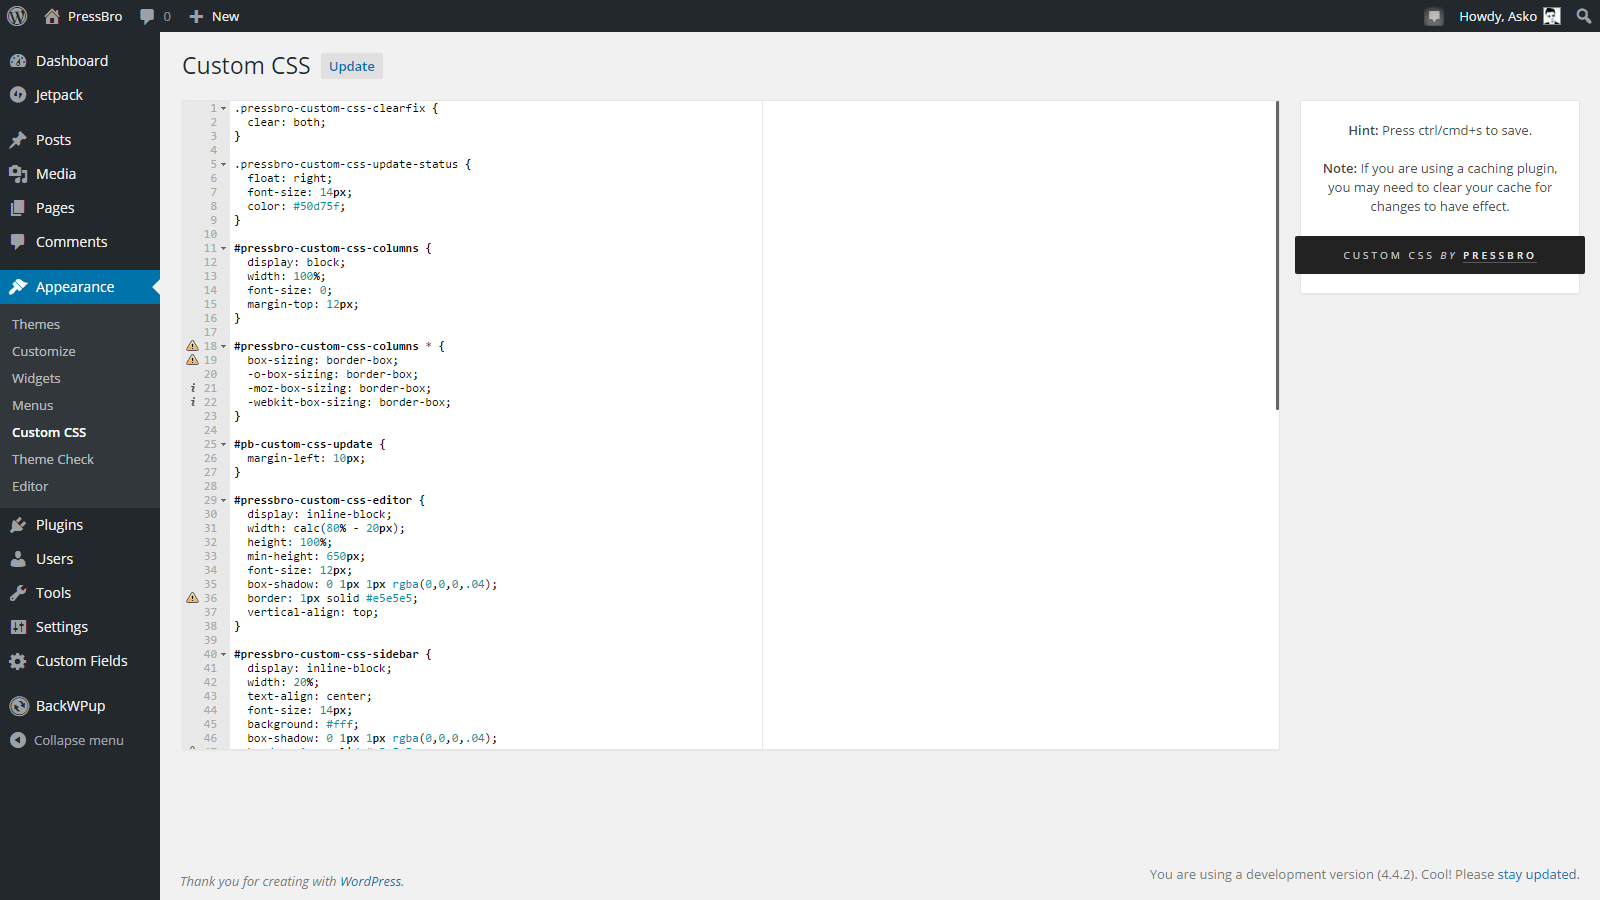 PressBro 0 New Howdy, Asko
Dashboard
Jetpack
Posts
Media
Pages
Comments
Appearance
Themes
Customize
Widgets
Menus
Custom CSS
Theme Check
Editor
Plugins
Users
Tools
Settings
Custom Fields
BackWPup
Collapse menu
Custom CSS Update
1 .pressbro-custom-css-clearfix {
2 clear: both;
3 }
4
5 .pressbro-custom-css-update-status {
6 float: right;
7 font-size: 14px;
8 color: #50d75f;
9 }
10
11 #pressbro-custom-css-columns {
12 display: block;
13 width: 100%;
14 font-size: 0;
15 margin-top: 12px;
16 }
17
18 #pressbro-custom-css-columns * {
19 box-sizing: border-box;
20 -o-box-sizing: border-box;
i 21 -moz-box-sizing: border-box;
i 22 -webkit-box-sizing: border-box;
23 }
24
25 #pb-custom-css-update {
26 margin-left: 10px;
27 }
28
29 #pressbro-custom-css-editor {
30 display: inline-block;
31 width: calc(80% - 20px);
32 height: 100%;
33 min-height: 650px;
34 font-size: 12px;
35 box-shadow: 0 1px 1px rgba(0,0,0,.04);
36 border: 1px solid #e5e5e5;
37 vertical-align: top;
38 }
39
40 #pressbro-custom-css-sidebar {
41 display: inline-block;
42 width: 20%;
43 text-align: center;
44 font-size: 14px;
45 background: #fff;
46 box-shadow: 0 1px 1px rgba(0,0,0,.04);
Hint: Press ctrl/cmd+s to save.
Note: If you are using a caching plugin,
you may need to clear your cache for
changes to have effect.
CUSTOM CSS BY PRESSBRO
Thank you for creating with WordPress.
You are using a development version (4.4.2). Cool! Please stay updated.